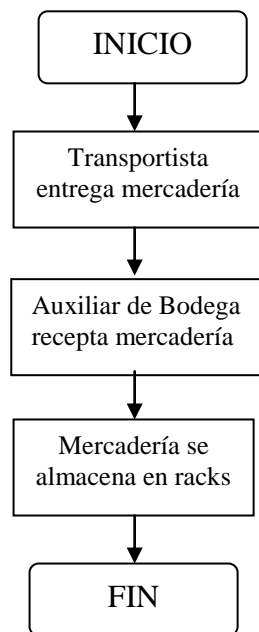 INICIO
Transportista
entrega mercadería
Auxiliar de Bodega
recepta mercadería
Mercadería se
almacena en racks
FIN